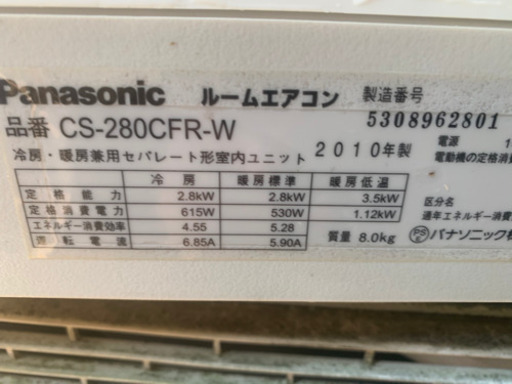 Panasonic ルームエアコン 製造番号
5308962801
品番 CS-280CFR-W
電源
冷房・暖房兼用セパレート形室内ユニット 2010年製
電動機の定格消
冷房 暖房標準 暖房低温
定格能力 2.8kW 2.8kW 3.5kW
定格消費電力 615W 530W 1.12kW
エネルギー消費効率 4.55 5.28
運転電流 6.85A 5.90A
質量 8.0kg
区分名
通年エネルギー消費
PSE パナソニック株